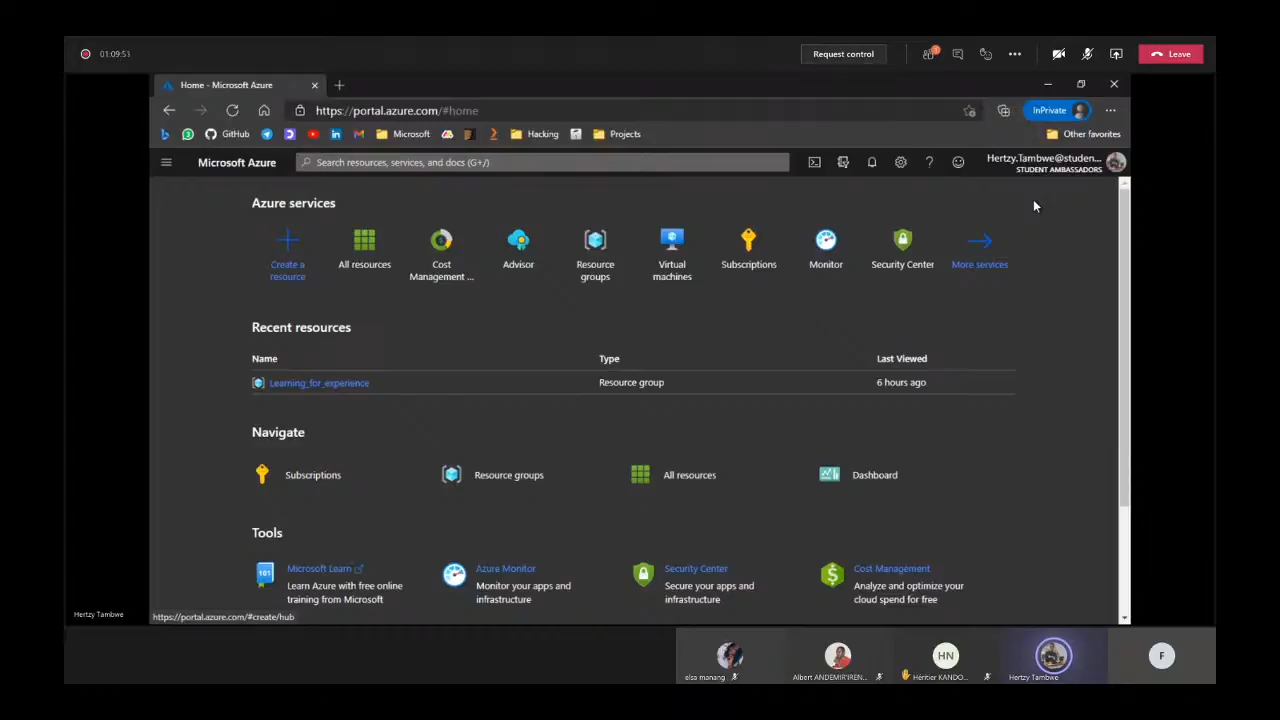 01:09:51
Request control
Leave
Home - Microsoft Azure
https://portal.azure.com/#home
InPrivate
GitHub
Microsoft
Hacking
Projects
Other favorites
Microsoft Azure
Search resources, services, and docs (G+/)
Hertzy.Tambwe@studen...
STUDENT AMBASSADORS
Azure services
Create a resource
All resources
Cost Management ...
Advisor
Resource groups
Virtual machines
Subscriptions
Monitor
Security Center
More services
Recent resources
Name
Type
Last Viewed
Learning_for_experience
Resource group
6 hours ago
Navigate
Subscriptions
Resource groups
All resources
Dashboard
Tools
Microsoft Learn
Learn Azure with free online
training from Microsoft
Azure Monitor
Monitor your apps and
infrastructure
Security Center
Secure your apps and
infrastructure
Cost Management
Analyze and optimize your
cloud spend for free
https://portal.azure.com/#create/hub
Hertzy Tambwe
elsa manang
Albert ANDEMIR'IREN...
HN
Héritier KANDO...
Hertzy Tambwe
F